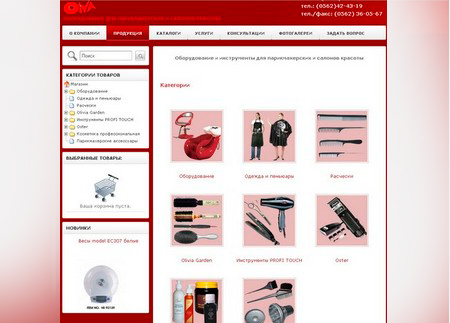 ОлИА
тел.: (0562)42-43-19
тел./факс: (0562) 36-05-67
О КОМПАНИИ
ПРОДУКЦИЯ
КАТАЛОГИ
УСЛУГИ
КОНСУЛЬТАЦИИ
ФОТОГАЛЕРЕИ
ЗАДАТЬ ВОПРОС
Поиск
КАТЕГОРИИ ТОВАРОВ
Магазин
Оборудование
Одежда и пеньюары
Расчески
Olivia Garden
Инструменты PROFI TOUCH
Oster
Косметика профессиональная
Парикмахерские аксессуары
ВЫБРАННЫЕ ТОВАРЫ:
Ваша корзина пуста.
НОВИНКИ
Весы model EC307 белые
Оборудование и инструменты для парикмахерских и салонов красоты
Категории
Оборудование
Одежда и пеньюары
Расчески
Olivia Garden
Инструменты PROFI TOUCH
Oster